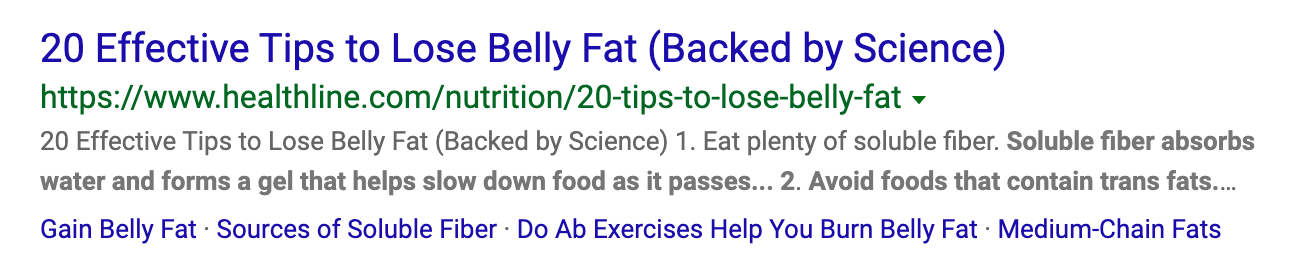 20 Effective Tips to Lose Belly Fat (Backed by Science)
https://www.healthline.com/nutrition/20-tips-to-lose-belly-fat
20 Effective Tips to Lose Belly Fat (Backed by Science) 1. Eat plenty of soluble fiber. Soluble fiber absorbs
water and forms a gel that helps slow down food as it passes... 2. Avoid foods that contain trans fats....
Gain Belly Fat · Sources of Soluble Fiber · Do Ab Exercises Help You Burn Belly Fat · Medium-Chain Fats